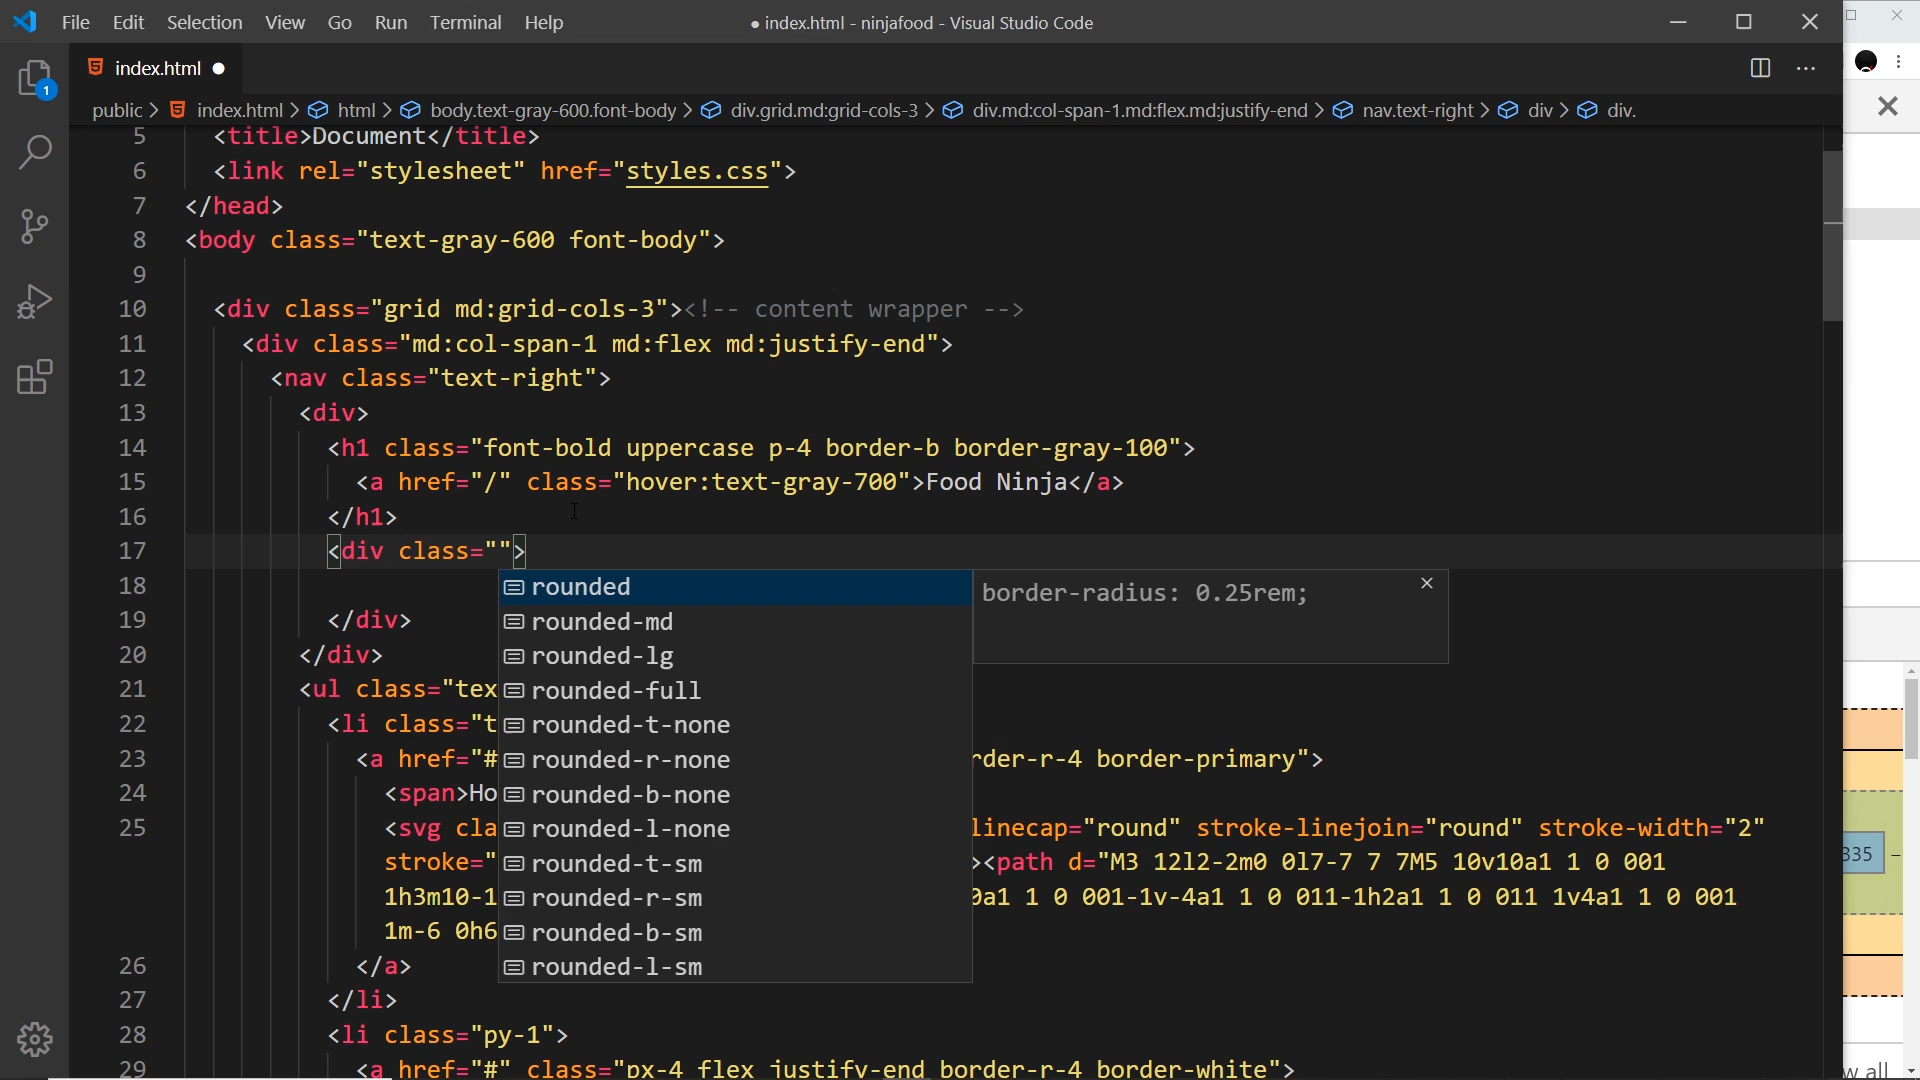 File Edit Selection View Go Run Terminal Help
● index.html - ninjafood - Visual Studio Code
index.html ●
public > index.html > html > body.text-gray-600.font-body > div.grid.md:grid-cols-3 > div.md:col-span-1.md:flex.md:justify-end > nav.text-right > div > div.
1
5 <title>Document</title>
6 <link rel="stylesheet" href="styles.css">
7 </head>
8 <body class="text-gray-600 font-body">
9
10 <div class="grid md:grid-cols-3"><!-- content wrapper -->
11 <div class="md:col-span-1 md:flex md:justify-end">
12 <nav class="text-right">
13 <div>
14 <h1 class="font-bold uppercase p-4 border-b border-gray-100">
15 <a href="/" class="hover:text-gray-700">Food Ninja</a>
16 </h1>
17 <div class="">
18
19 </div>
20 </div>
21 <ul class="tex
22 <li class="t
23 <a href="# rder-r-4 border-primary">
24 <span>Ho
25 <svg cla linecap="round" stroke-linejoin="round" stroke-width="2"
stroke=" ><path d="M3 12l2-2m0 0l7-7 7 7M5 10v10a1 1 0 001
1h3m10-1 0a1 1 0 001-1v-4a1 1 0 011-1h2a1 1 0 011 1v4a1 1 0 001
1m-6 0h6
26 </a>
27 </li>
28 <li class="py-1">
29 <a href="#" class="px-4 flex justify-end border-r-4 border-white">
rounded
rounded-md
rounded-lg
rounded-full
rounded-t-none
rounded-r-none
rounded-b-none
rounded-l-none
rounded-t-sm
rounded-r-sm
rounded-b-sm
rounded-l-sm
border-radius: 0.25rem;
335 –
w all